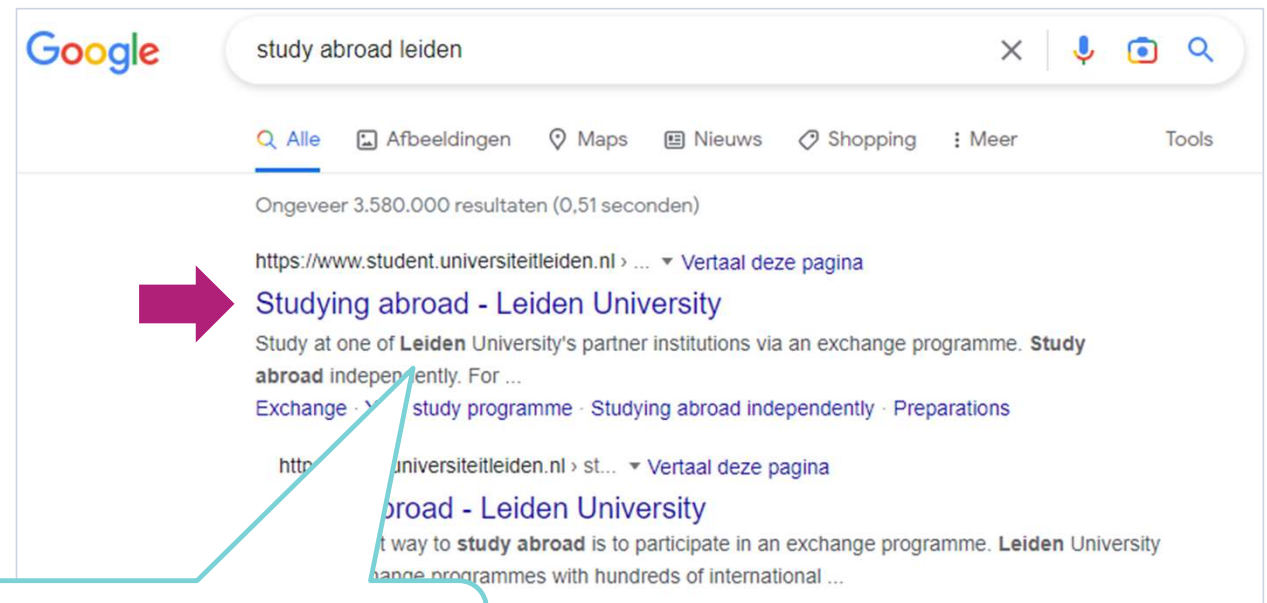 Google
study abroad leiden
Alle Afbeeldingen Maps Nieuws Shopping Meer Tools
Ongeveer 3.580.000 resultaten (0,51 seconden)
https://www.student.universiteitleiden.nl › ... Vertaal deze pagina
Studying abroad - Leiden University
Study at one of Leiden University's partner institutions via an exchange programme. Study
abroad independently. For ...
Exchange · study programme · Studying abroad independently · Preparations
universiteitleiden.nl › st... Vertaal deze pagina
- Leiden University
way to study abroad is to participate in an exchange programme. Leiden University
programmes with hundreds of international ...